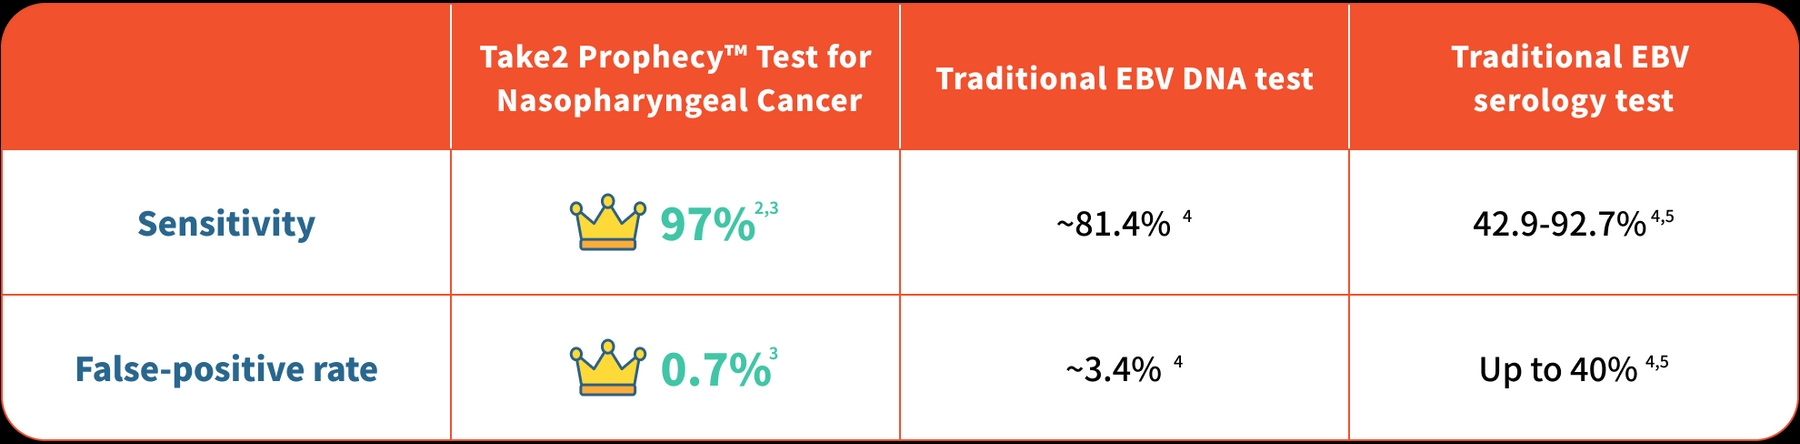 Take2 Prophecy™ Test for
Nasopharyngeal Cancer
Traditional EBV DNA test
Traditional EBV
serology test
Sensitivity
97%2,3
~81.4% 4
42.9-92.7% 4,5
False-positive rate
0.7%3
~3.4% 4
Up to 40% 4,5